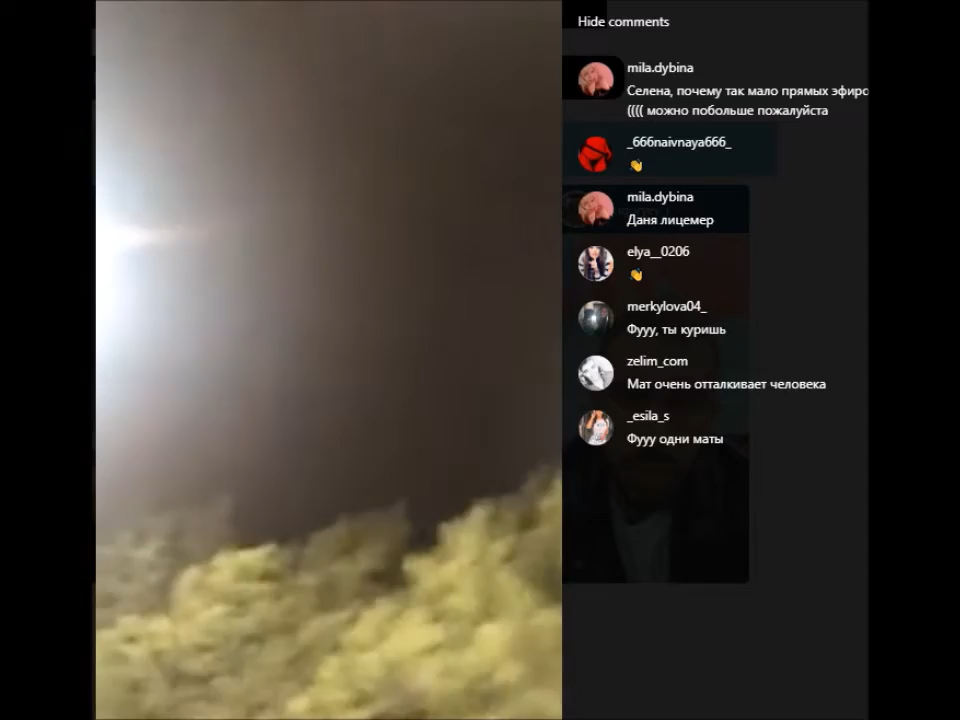 Hide comments
mila.dybina
Селена, почему так мало прямых эфиро
(((( можно побольше пожалуйста
_666naivnaya666_
👏
mila.dybina
Даня лицемер
elya__0206
👏
merkylova04_
Фууу, ты куришь
zelim_com
Мат очень отталкивает человека
_esila_s
Фууу одни маты